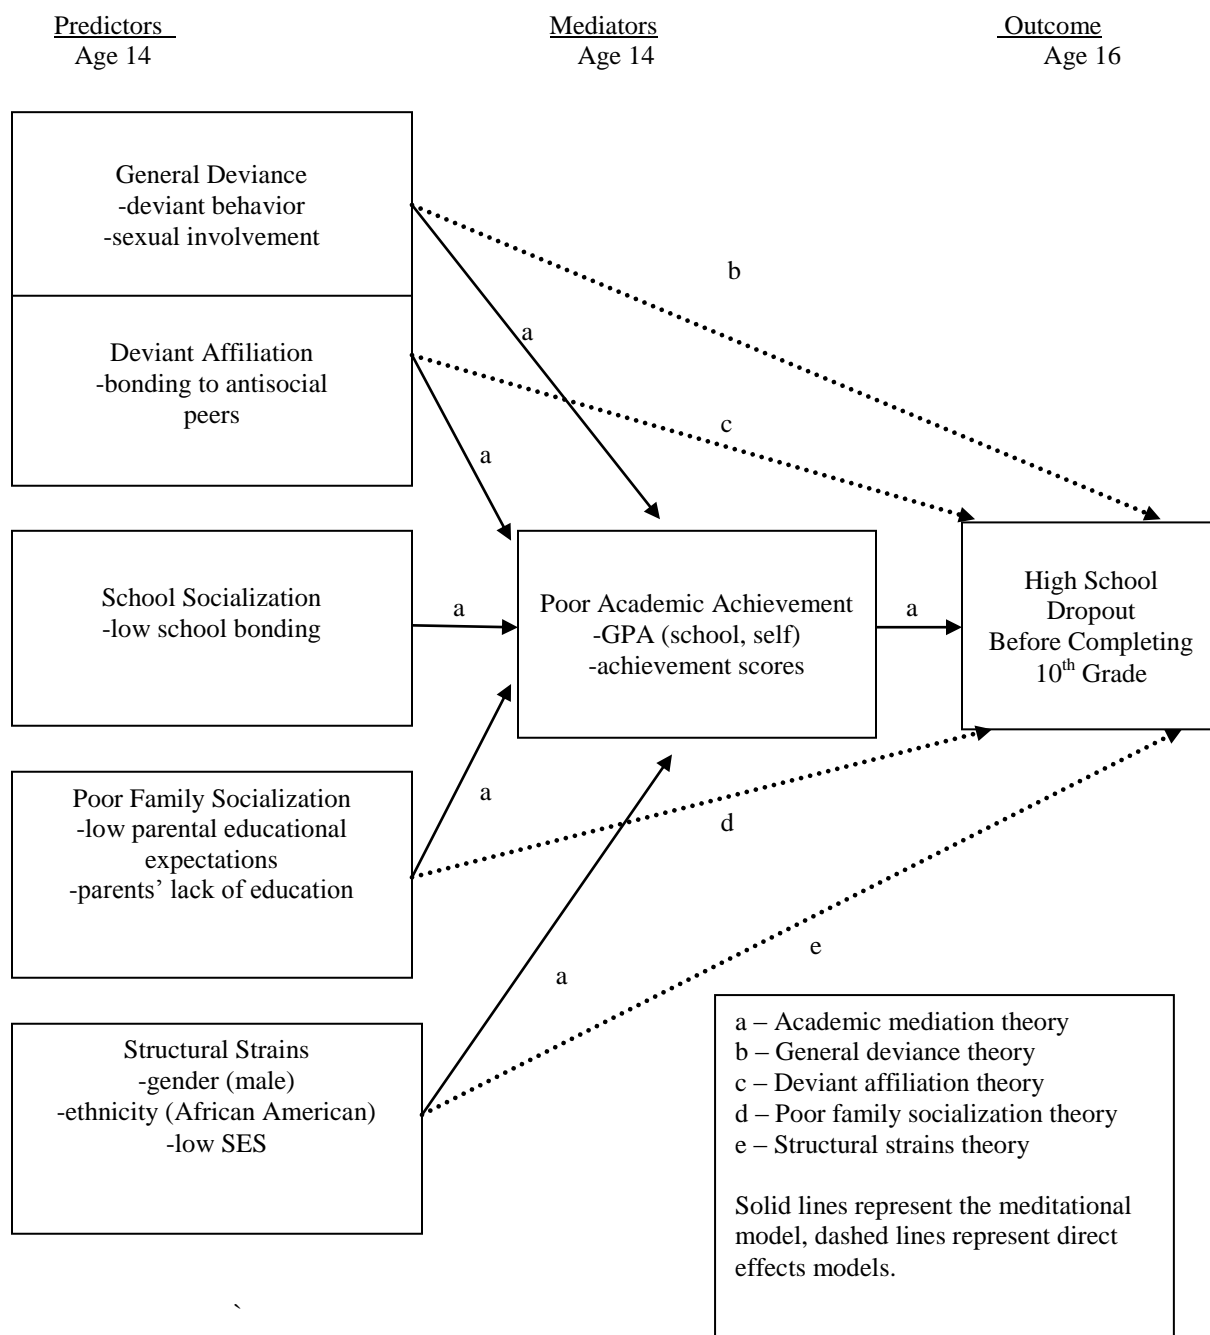 Predictors
Age 14
Mediators
Age 14
Outcome
Age 16
General Deviance
-deviant behavior
-sexual involvement
b
a
Deviant Affiliation
-bonding to antisocial
peers
c
a
School Socialization
-low school bonding
a
Poor Academic Achievement
-GPA (school, self)
-achievement scores
a
High School
Dropout
Before Completing
10th Grade
Poor Family Socialization
-low parental educational
expectations
-parents’ lack of education
a
d
e
a
Structural Strains
-gender (male)
-ethnicity (African American)
-low SES
a – Academic mediation theory
b – General deviance theory
c – Deviant affiliation theory
d – Poor family socialization theory
e – Structural strains theory
Solid lines represent the meditational
model, dashed lines represent direct
effects models.
`